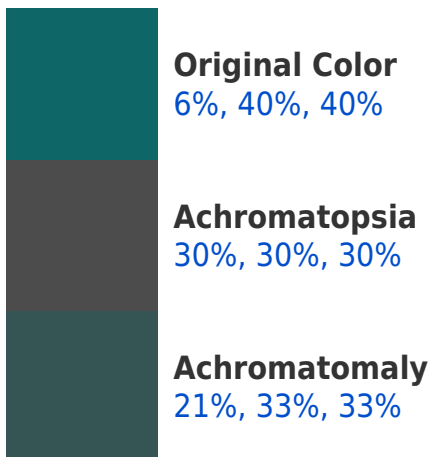 Original Color
6%, 40%, 40%
Achromatopsia
30%, 30%, 30%
Achromatomaly
21%, 33%, 33%